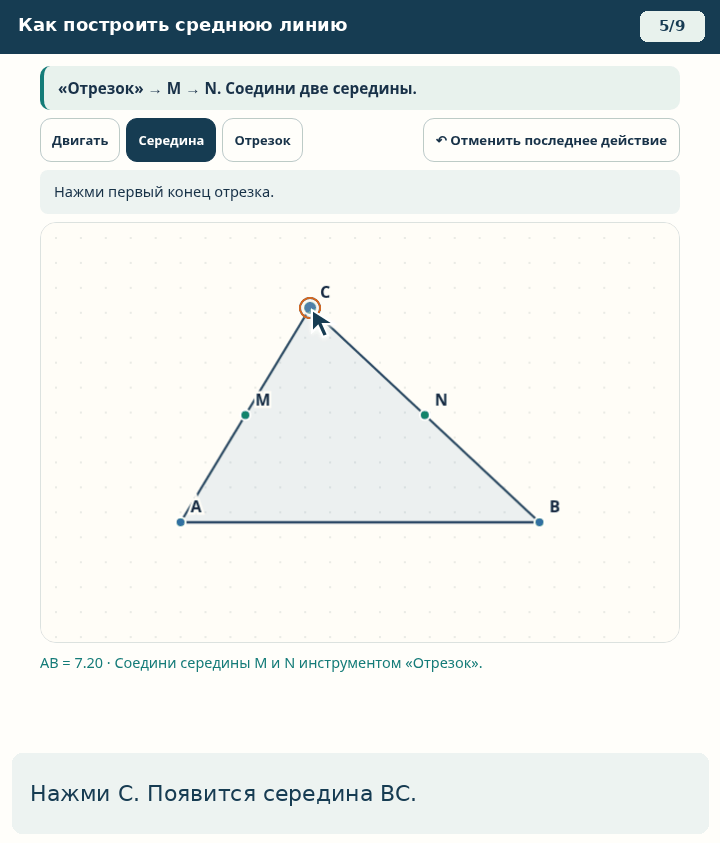 Как построить среднюю линию
5/9
«Отрезок» → M → N. Соедини две середины.
Двигать
Середина
Отрезок
↶ Отменить последнее действие
Нажми первый конец отрезка.
C
M
N
A
B
AB = 7.20 · Соедини середины M и N инструментом «Отрезок».
Нажми C. Появится середина BC.